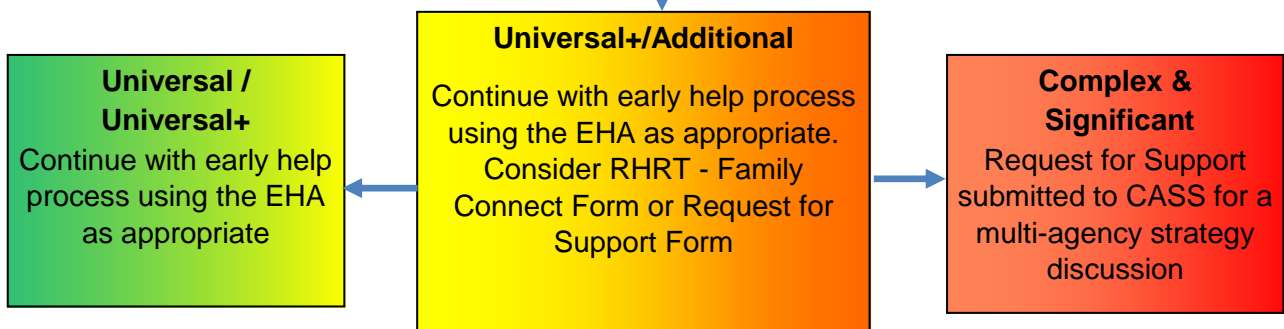 Universal /
Universal+
Continue with early help
process using the EHA
as appropriate
Universal+/Additional
Continue with early help process
using the EHA as appropriate.
Consider RHRT - Family
Connect Form or Request for
Support Form
Complex &
Significant
Request for Support
submitted to CASS for a
multi-agency strategy
discussion